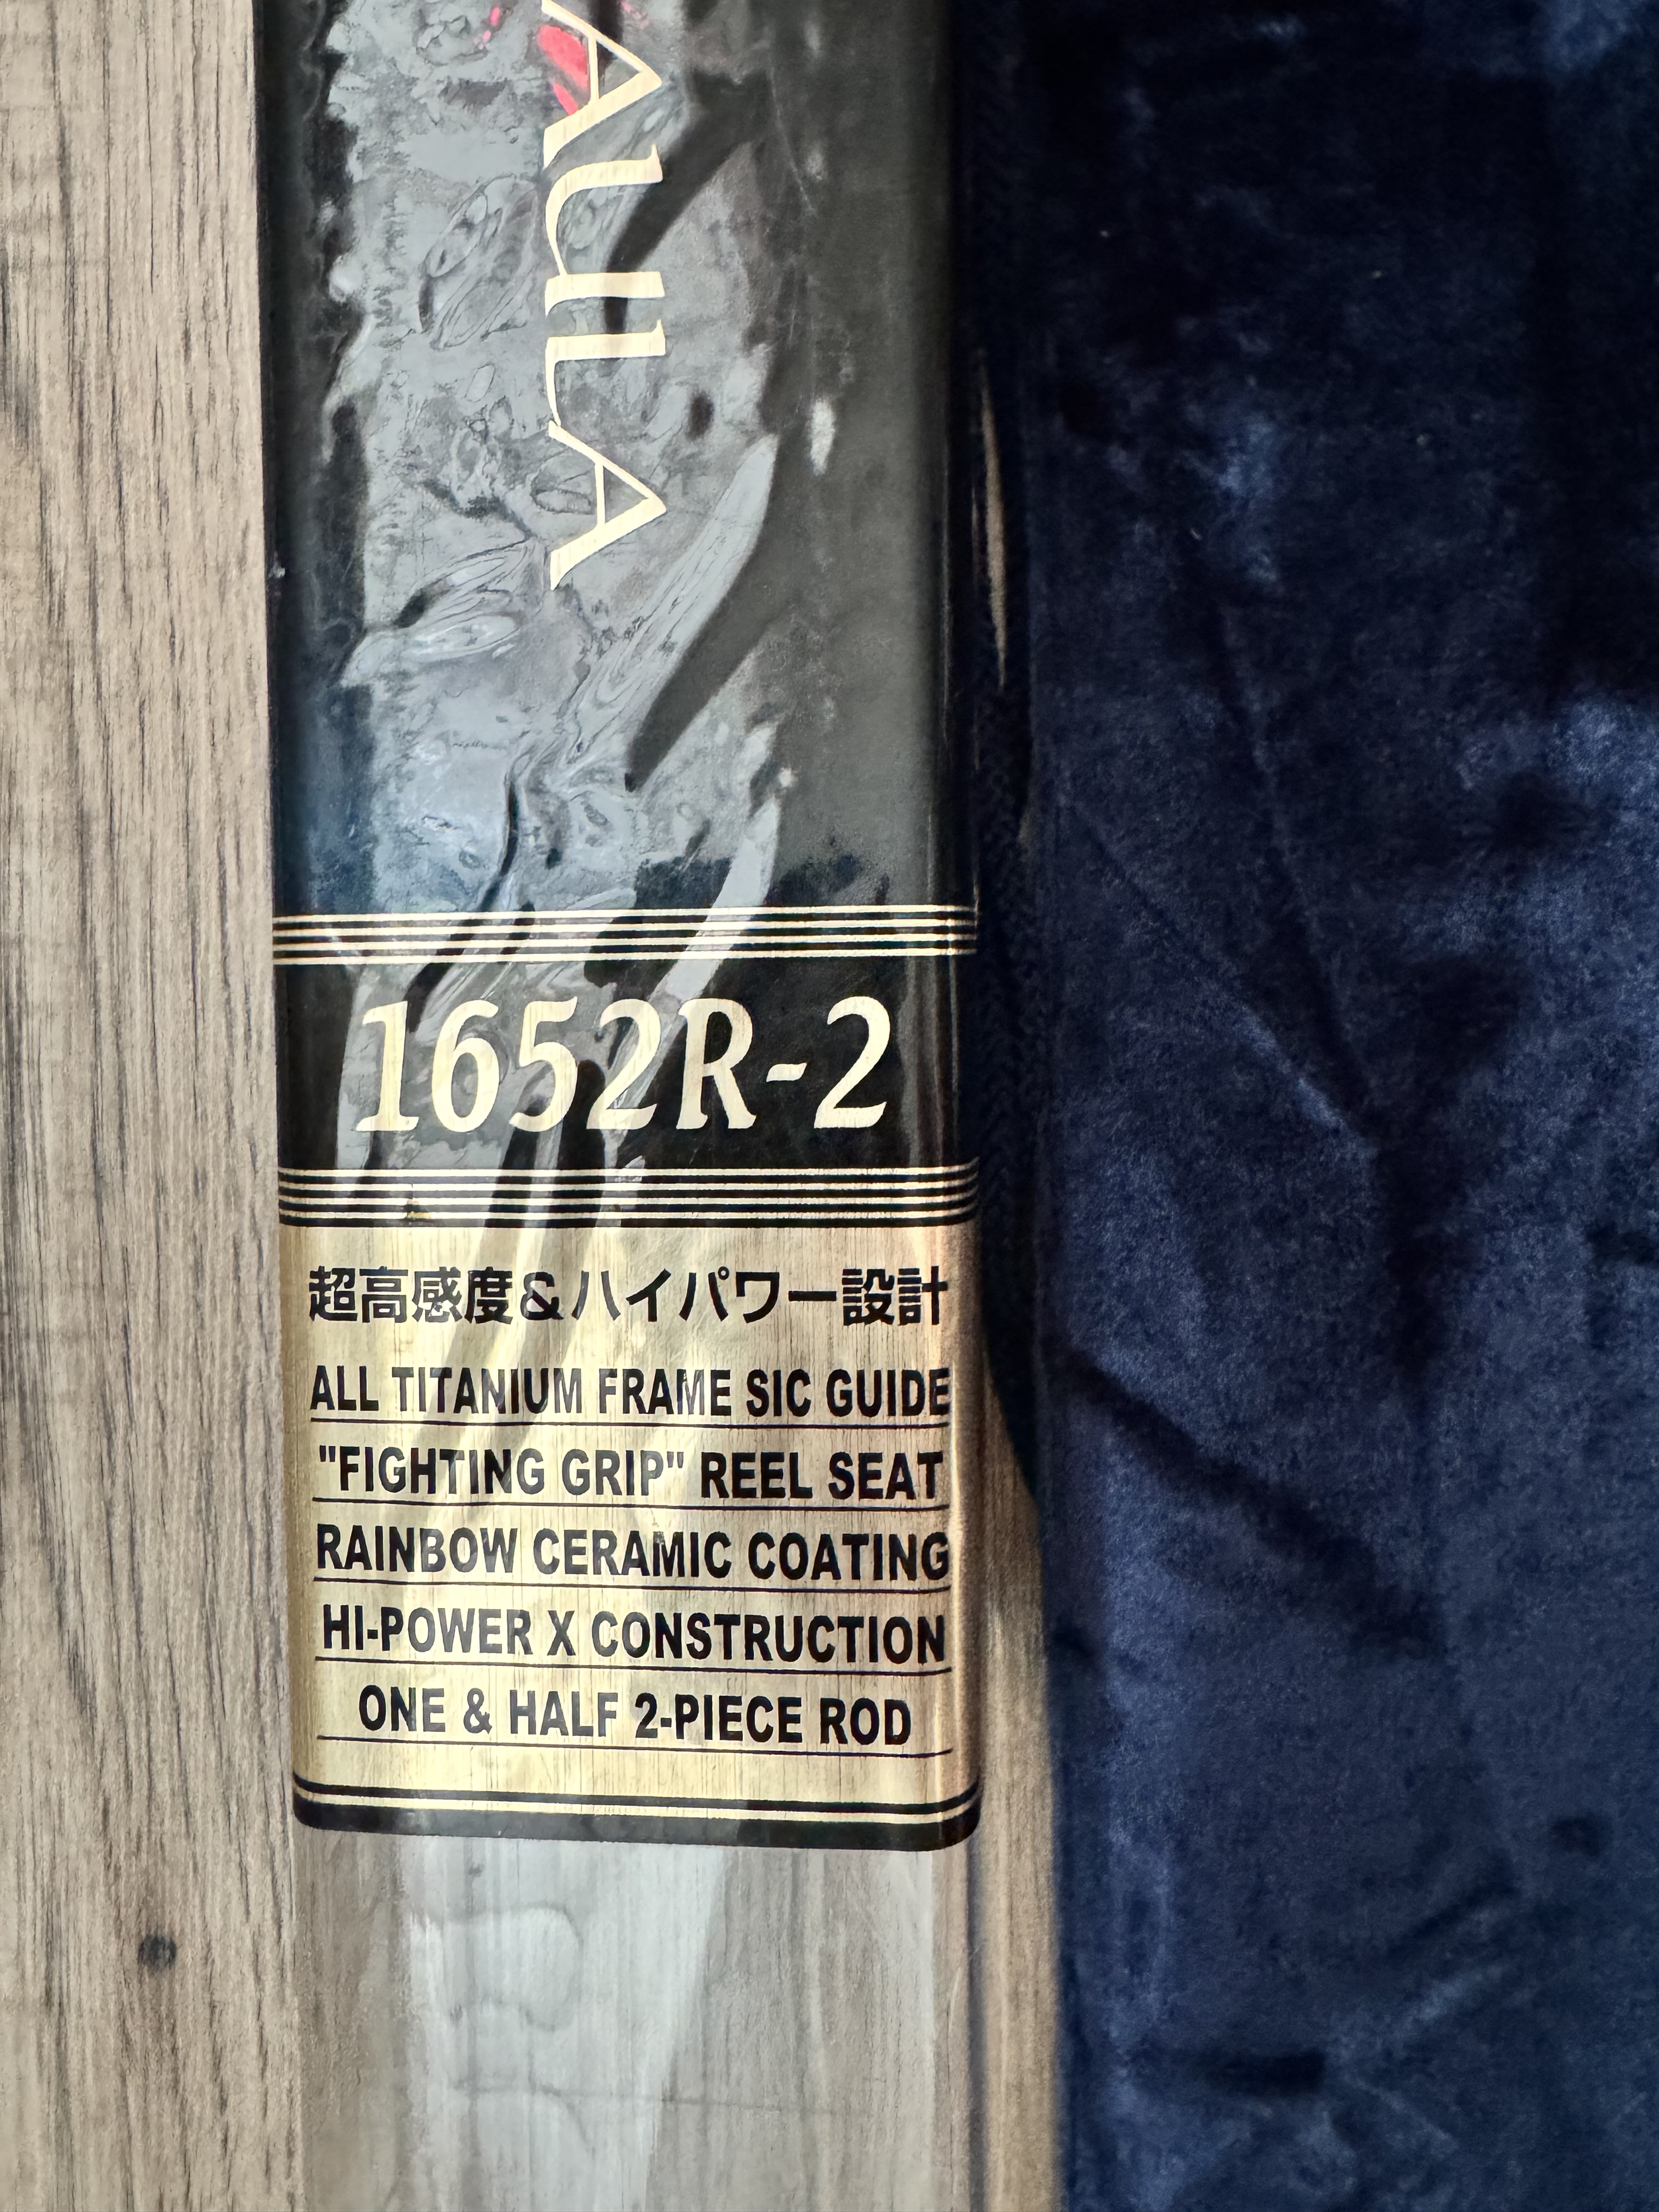 AULA
1652R-2
超高感度&ハイパワー設計
ALL TITANIUM FRAME SIC GUIDE
"FIGHTING GRIP" REEL SEAT
RAINBOW CERAMIC COATING
HI-POWER X CONSTRUCTION
ONE & HALF 2-PIECE ROD